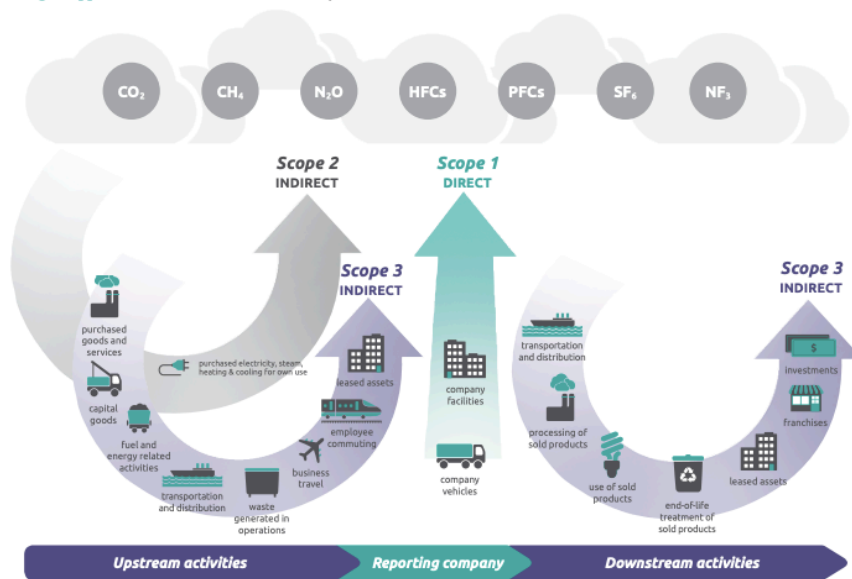 CO₂
CH₄
N₂O
HFCs
PFCs
SF₆
NF₃
Scope 2
INDIRECT
Scope 1
DIRECT
Scope 3
INDIRECT
Scope 3
INDIRECT
purchased
goods and
services
capital
goods
fuel and
energy related
activities
purchased electricity, steam,
heating & cooling for own use
transportation
and distribution
waste
generated in
operations
business
travel
employee
commuting
leased assets
company
facilities
company
vehicles
transportation
and distribution
processing of
sold products
use of sold
products
end-of-life
treatment of
sold products
leased assets
franchises
$
investments
Upstream activities
Reporting company
Downstream activities